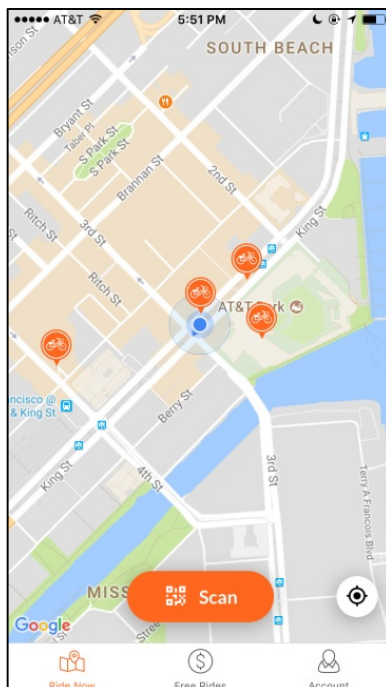 AT&T
5:51 PM
SOUTH BEACH
Bryant St
Taber Pl
S Park St
S Park St
Brannan St
2nd St
3rd St
Ritch St
King St
Ritch St
AT&T Park
ncisco @
& King St
Berry St
King St
4th St
3rd St
Terry A Francois Blvd
MISS
Scan
Street
Google
Ride Now
Free Rides
Account